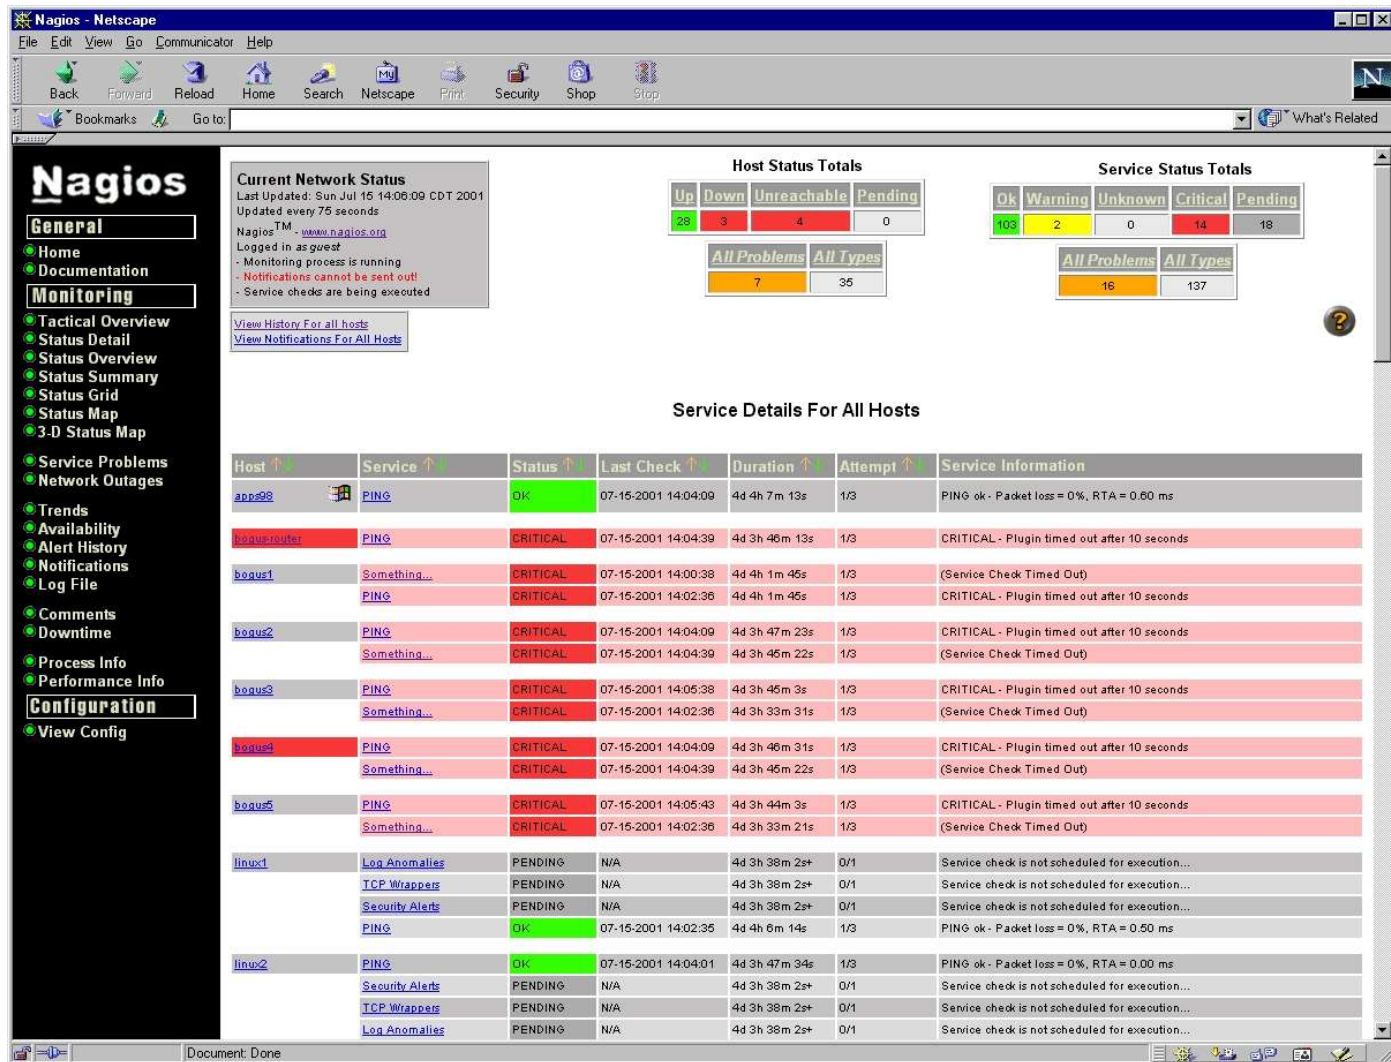 Nagios - Netscape
File Edit View Go Communicator Help
Back Forward Reload Home Search Netscape Print Security Shop Stop
My
N
Bookmarks Go to: What's Related
Nagios
General
Home
Documentation
Monitoring
Tactical Overview
Status Detail
Status Overview
Status Summary
Status Grid
Status Map
3-D Status Map
Service Problems
Network Outages
Trends
Availability
Alert History
Notifications
Log File
Comments
Downtime
Process Info
Performance Info
Configuration
View Config
Current Network Status
Last Updated: Sun Jul 15 14:06:09 CDT 2001
Updated every 75 seconds
Nagios™ - www.nagios.org
Logged in as guest
- Monitoring process is running
- Notifications cannot be sent out!
- Service checks are being executed
View History For all hosts
View Notifications For All Hosts
Host Status Totals
Up Down Unreachable Pending
28 3 4 0
All Problems All Types
7 35
Service Status Totals
Ok Warning Unknown Critical Pending
103 2 0 14 18
All Problems All Types
16 137
?
Service Details For All Hosts
Host Service Status Last Check Duration Attempt Service Information
apps98 PING OK 07-15-2001 14:04:09 4d 4h 7m 13s 1/3 PING ok - Packet loss = 0%, RTA = 0.60 ms
bogus-router PING CRITICAL 07-15-2001 14:04:39 4d 3h 46m 13s 1/3 CRITICAL - Plugin timed out after 10 seconds
bogus1 Something... CRITICAL 07-15-2001 14:00:38 4d 4h 1m 45s 1/3 (Service Check Timed Out)
PING CRITICAL 07-15-2001 14:02:36 4d 4h 1m 45s 1/3 CRITICAL - Plugin timed out after 10 seconds
bogus2 PING CRITICAL 07-15-2001 14:04:09 4d 3h 47m 23s 1/3 CRITICAL - Plugin timed out after 10 seconds
Something... CRITICAL 07-15-2001 14:04:39 4d 3h 45m 22s 1/3 (Service Check Timed Out)
bogus3 PING CRITICAL 07-15-2001 14:05:38 4d 3h 45m 3s 1/3 CRITICAL - Plugin timed out after 10 seconds
Something... CRITICAL 07-15-2001 14:02:36 4d 3h 33m 31s 1/3 (Service Check Timed Out)
bogus4 PING CRITICAL 07-15-2001 14:04:09 4d 3h 46m 31s 1/3 CRITICAL - Plugin timed out after 10 seconds
Something... CRITICAL 07-15-2001 14:04:39 4d 3h 45m 22s 1/3 (Service Check Timed Out)
bogus5 PING CRITICAL 07-15-2001 14:05:43 4d 3h 44m 3s 1/3 CRITICAL - Plugin timed out after 10 seconds
Something... CRITICAL 07-15-2001 14:02:36 4d 3h 33m 21s 1/3 (Service Check Timed Out)
linux1 Log Anomalies PENDING N/A 4d 3h 38m 2s+ 0/1 Service check is not scheduled for execution...
TCP Wrappers PENDING N/A 4d 3h 38m 2s+ 0/1 Service check is not scheduled for execution...
Security Alerts PENDING N/A 4d 3h 38m 2s+ 0/1 Service check is not scheduled for execution...
PING OK 07-15-2001 14:02:35 4d 4h 6m 14s 1/3 PING ok - Packet loss = 0%, RTA = 0.50 ms
linux2 PING OK 07-15-2001 14:04:01 4d 3h 47m 34s 1/3 PING ok - Packet loss = 0%, RTA = 0.00 ms
Security Alerts PENDING N/A 4d 3h 38m 2s+ 0/1 Service check is not scheduled for execution...
TCP Wrappers PENDING N/A 4d 3h 38m 2s+ 0/1 Service check is not scheduled for execution...
Log Anomalies PENDING N/A 4d 3h 38m 2s+ 0/1 Service check is not scheduled for execution...
Document: Done